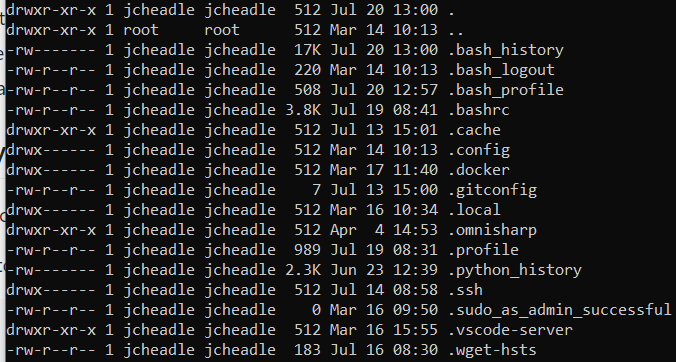 drwxr-xr-x 1 jcheadle jcheadle  512 Jul 20 13:00 .
drwxr-xr-x 1 root     root      512 Mar 14 10:13 ..
-rw------- 1 jcheadle jcheadle  17K Jul 20 13:00 .bash_history
-rw-r--r-- 1 jcheadle jcheadle  220 Mar 14 10:13 .bash_logout
-rw-r--r-- 1 jcheadle jcheadle  508 Jul 20 12:57 .bash_profile
-rw-r--r-- 1 jcheadle jcheadle 3.8K Jul 19 08:41 .bashrc
drwxr-xr-x 1 jcheadle jcheadle  512 Jul 13 15:01 .cache
drwx------ 1 jcheadle jcheadle  512 Mar 14 10:13 .config
drwx------ 1 jcheadle jcheadle  512 Mar 17 11:40 .docker
-rw-r--r-- 1 jcheadle jcheadle    7 Jul 13 15:00 .gitconfig
drwx------ 1 jcheadle jcheadle  512 Mar 16 10:34 .local
drwxr-xr-x 1 jcheadle jcheadle  512 Apr  4 14:53 .omnisharp
-rw-r--r-- 1 jcheadle jcheadle  989 Jul 19 08:31 .profile
-rw------- 1 jcheadle jcheadle 2.3K Jun 23 12:39 .python_history
drwx------ 1 jcheadle jcheadle  512 Jul 14 08:58 .ssh
-rw-r--r-- 1 jcheadle jcheadle    0 Mar 16 09:50 .sudo_as_admin_successful
drwxr-xr-x 1 jcheadle jcheadle  512 Mar 16 15:55 .vscode-server
-rw-r--r-- 1 jcheadle jcheadle  183 Jul 16 08:30 .wget-hsts